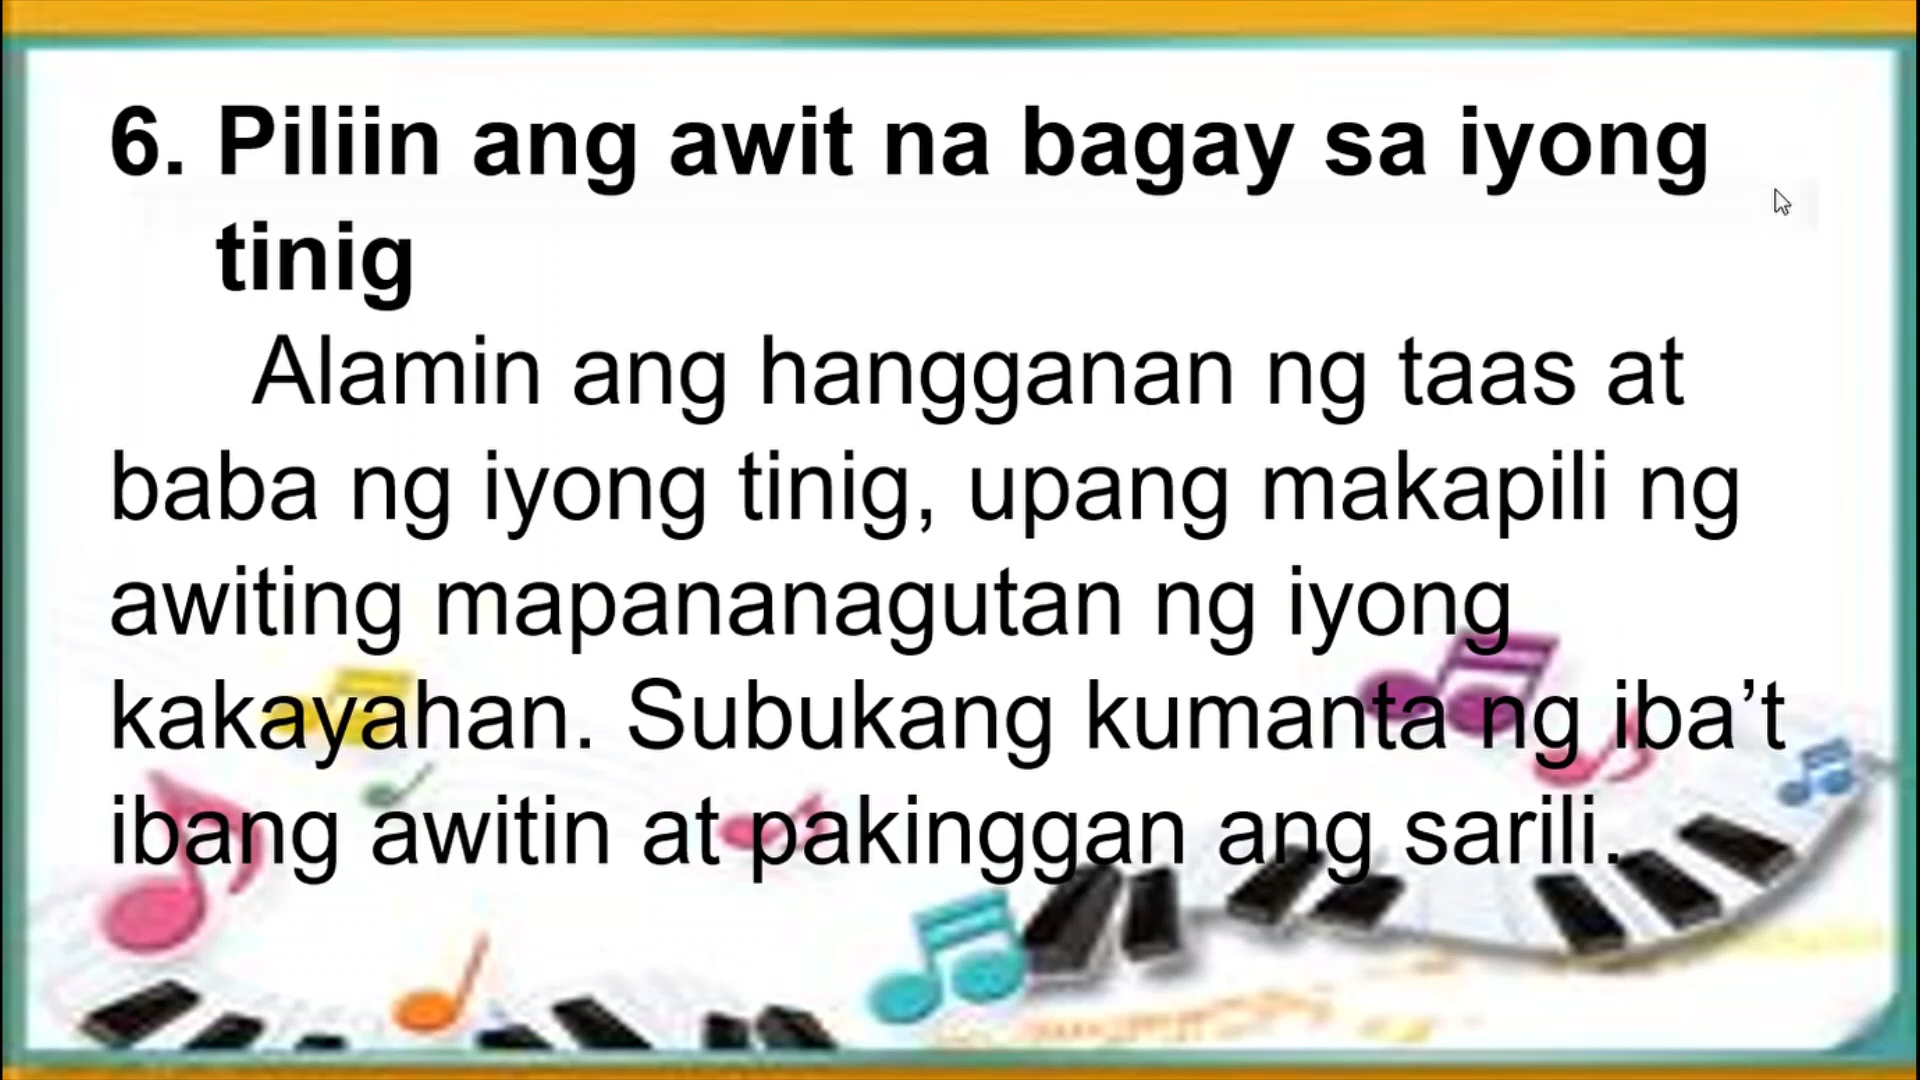 6. Piliin ang awit na bagay sa iyong
tinig
Alamin ang hangganan ng taas at
baba ng iyong tinig, upang makapili ng
awiting mapananagutan ng iyong
kakayahan. Subukang kumanta ng iba’t
ibang awitin at pakinggan ang sarili.